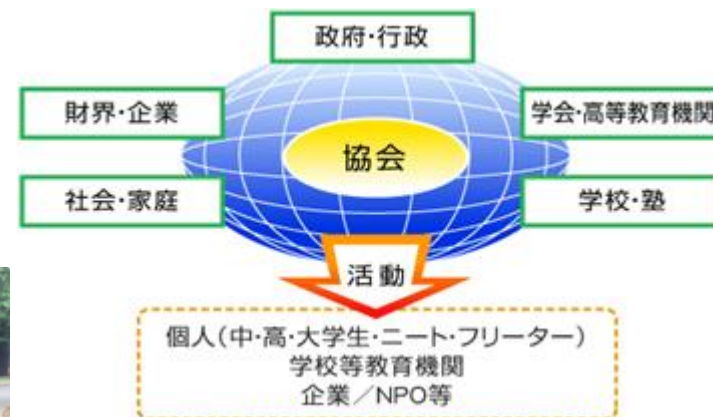 政府・行政
財界・企業
学会・高等教育機関
協会
社会・家庭
学校・塾
活動
個人(中・高・大学生・ニート・フリーター)
学校等教育機関
企業／NPO等